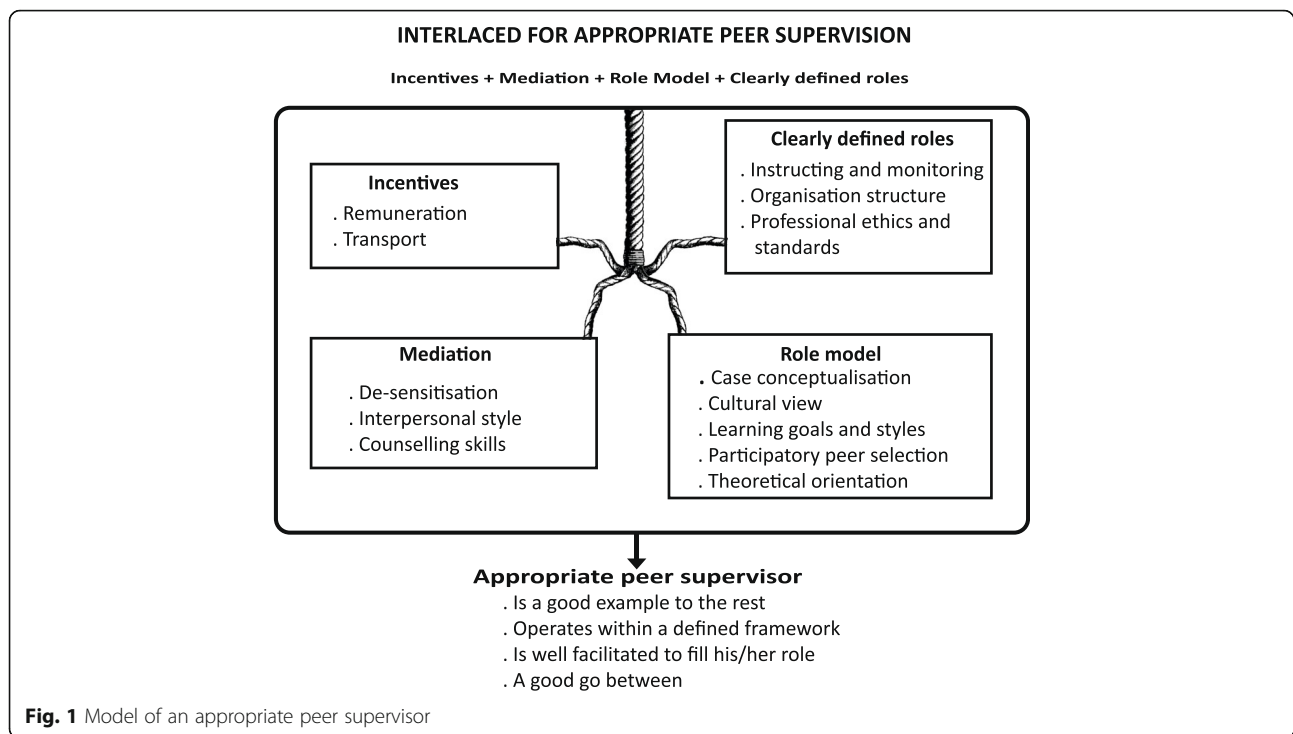 INTERLACED FOR APPROPRIATE PEER SUPERVISION
Incentives + Mediation + Role Model + Clearly defined roles
Incentives
. Remuneration
. Transport
Clearly defined roles
. Instructing and monitoring
. Organisation structure
. Professional ethics and
standards
Mediation
. De-sensitisation
. Interpersonal style
. Counselling skills
Role model
. Case conceptualisation
. Cultural view
. Learning goals and styles
. Participatory peer selection
. Theoretical orientation
Appropriate peer supervisor
. Is a good example to the rest
. Operates within a defined framework
. Is well facilitated to fill his/her role
. A good go between
Fig. 1 Model of an appropriate peer supervisor